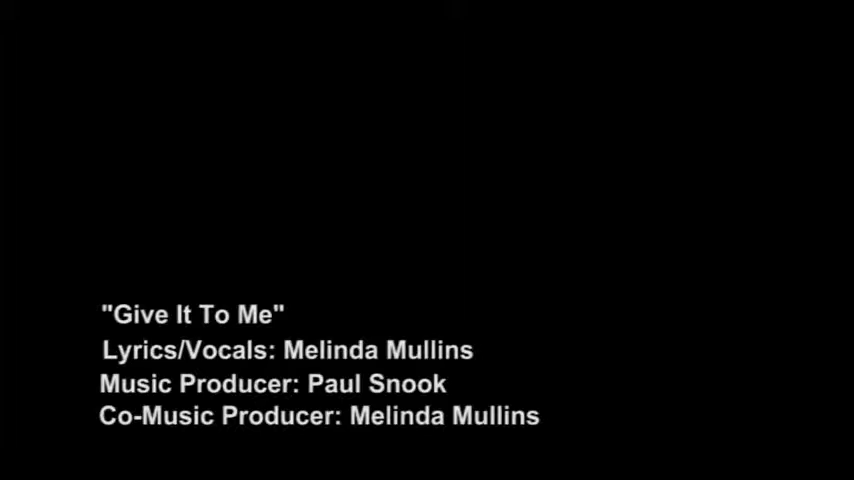 "Give It To Me"
Lyrics/Vocals: Melinda Mullins
Music Producer: Paul Snook
Co-Music Producer: Melinda Mullins